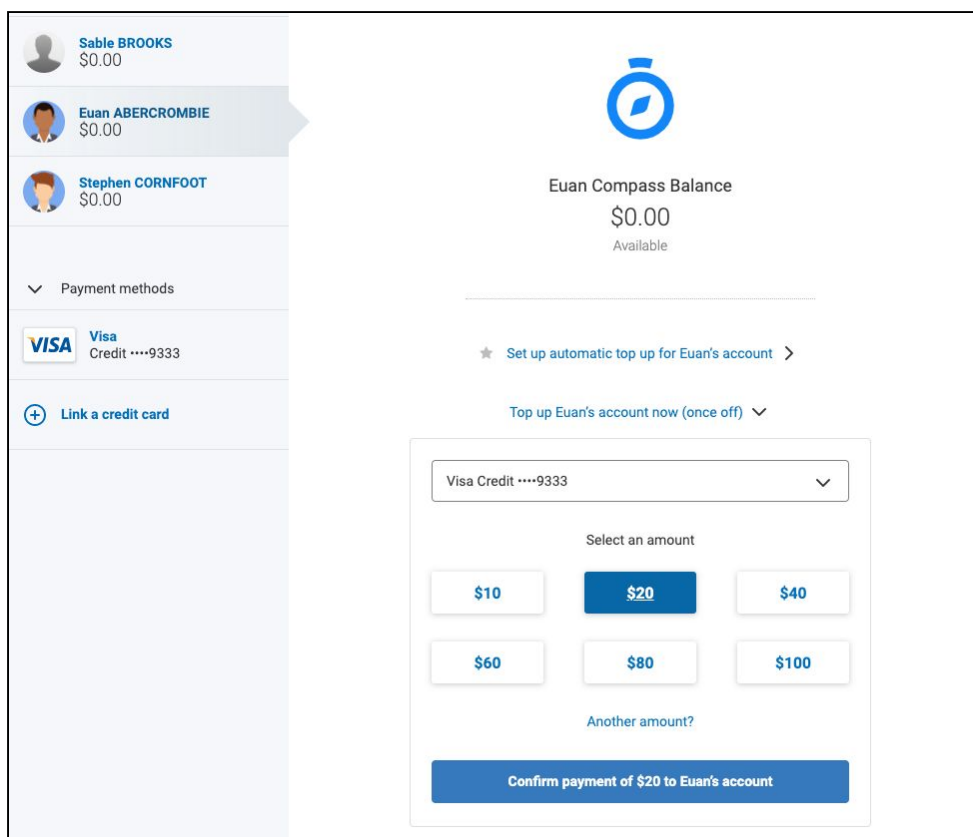 Sable BROOKS
$0.00
Euan ABERCROMBIE
$0.00
Stephen CORNFOOT
$0.00
Payment methods
VISA
Visa
Credit ····9333
Link a credit card
Euan Compass Balance
$0.00
Available
Set up automatic top up for Euan's account
Top up Euan's account now (once off)
Visa Credit ····9333
Select an amount
$10 $20 $40
$60 $80 $100
Another amount?
Confirm payment of $20 to Euan's account